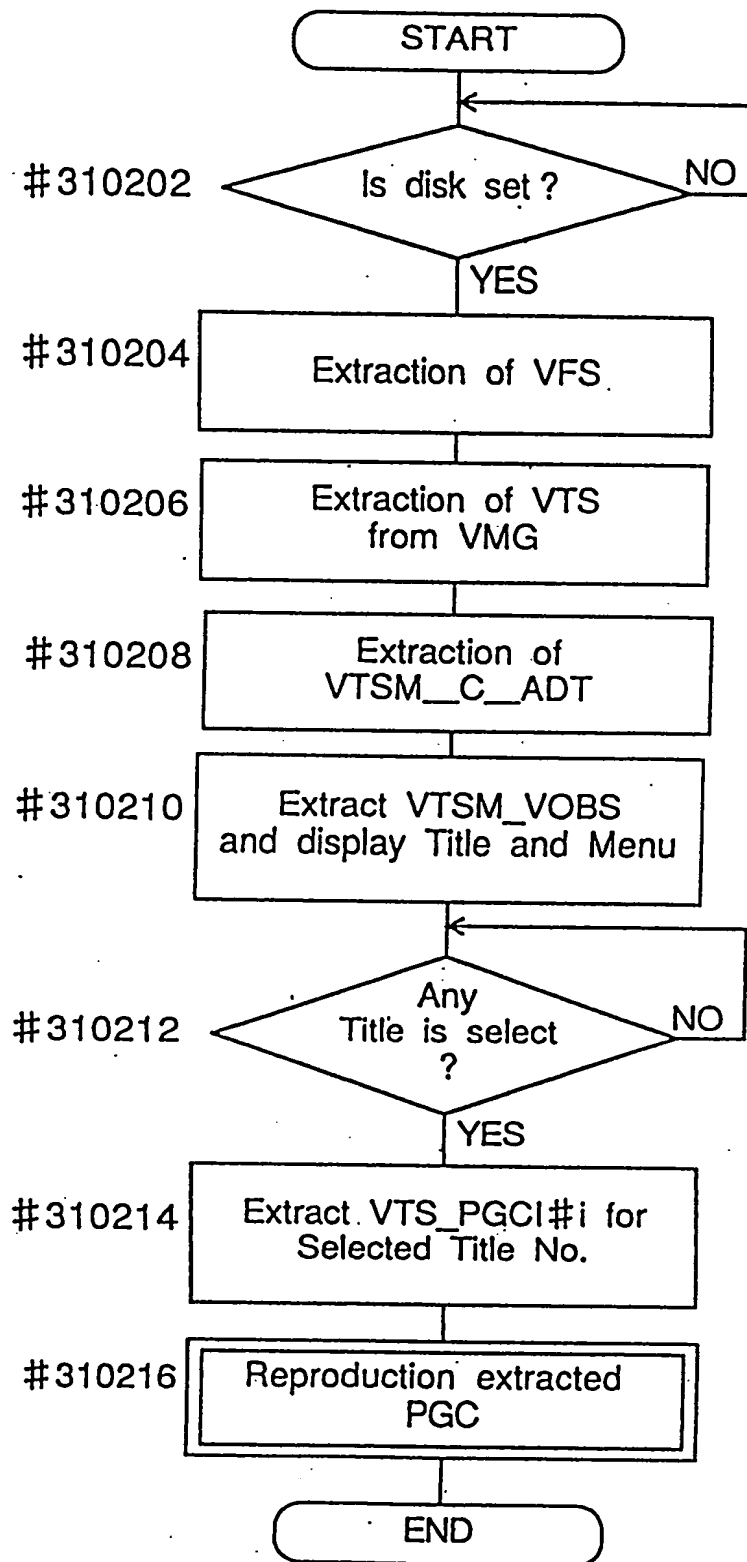 START
#310202
Is disk set?
NO
YES
#310204
Extraction of VFS
#310206
Extraction of VTS
from VMG
#310208
Extraction of
VTSM__C__ADT
#310210
Extract VTSM_VOBS
and display Title and Menu
#310212
Any
Title is select
?
NO
YES
#310214
Extract VTS_PGCI#i for
Selected Title No.
#310216
Reproduction extracted
PGC
END